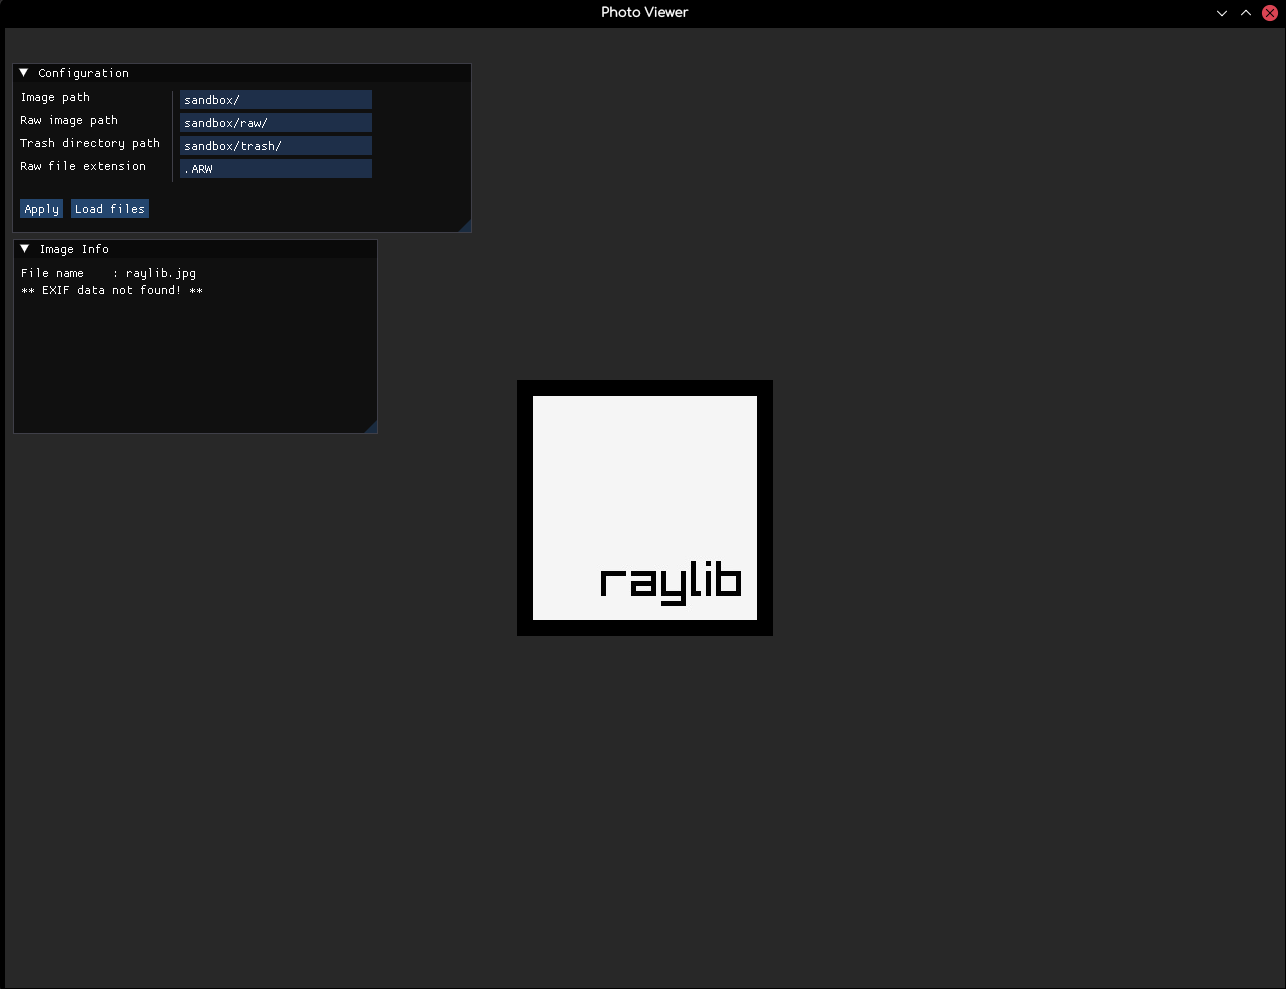 Photo Viewer
Configuration
Image path sandbox/
Raw image path sandbox/raw/
Trash directory path sandbox/trash/
Raw file extension .ARW
Apply Load files
Image Info
File name : raylib.jpg
** EXIF data not found! **
raylib